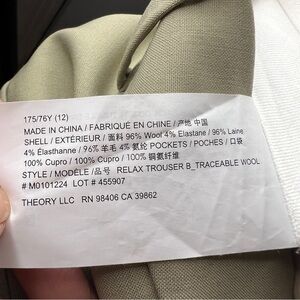 175/76Y (12)
MADE IN CHINA / FABRIQUÉ EN CHINE / 产地 中国
SHELL / EXTÉRIEUR / 面料 96% Wool 4% Elastane / 96% Laine
4% Élasthanne / 96% 羊毛 4% 氨纶 POCKETS / POCHES / 口袋
100% Cupro / 100% Cupro / 100% 铜氨纤维
STYLE / MODÈLE /品号 RELAX TROUSER B_TRACEABLE WOOL
# M0101224 LOT # 455907
THEORY LLC RN 98406 CA 39862